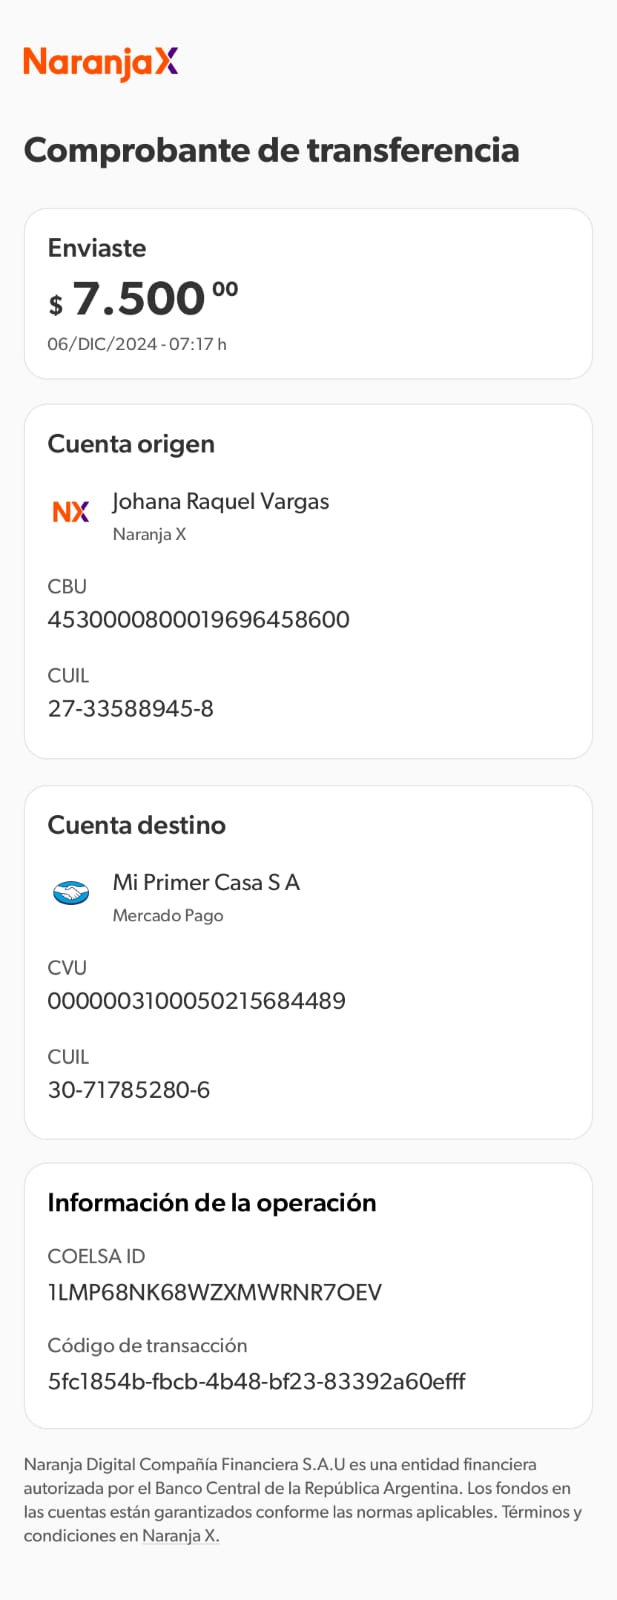 NaranjaX
Comprobante de transferencia
Enviaste
$ 7.500 00
06/DIC/2024 - 07:17 h
Cuenta origen
NX
Johana Raquel Vargas
Naranja X
CBU
4530000800019696458600
CUIL
27-33588945-8
Cuenta destino
Mi Primer Casa S A
Mercado Pago
CVU
0000003100050215684489
CUIL
30-71785280-6
Información de la operación
COELSA ID
1LMP68NK68WZXMWRNR7OEV
Código de transacción
5fc1854b-fbcb-4b48-bf23-83392a60efff
Naranja Digital Compañía Financiera S.A.U es una entidad financiera
autorizada por el Banco Central de la República Argentina. Los fondos en
las cuentas están garantizados conforme las normas aplicables. Términos y
condiciones en Naranja X.